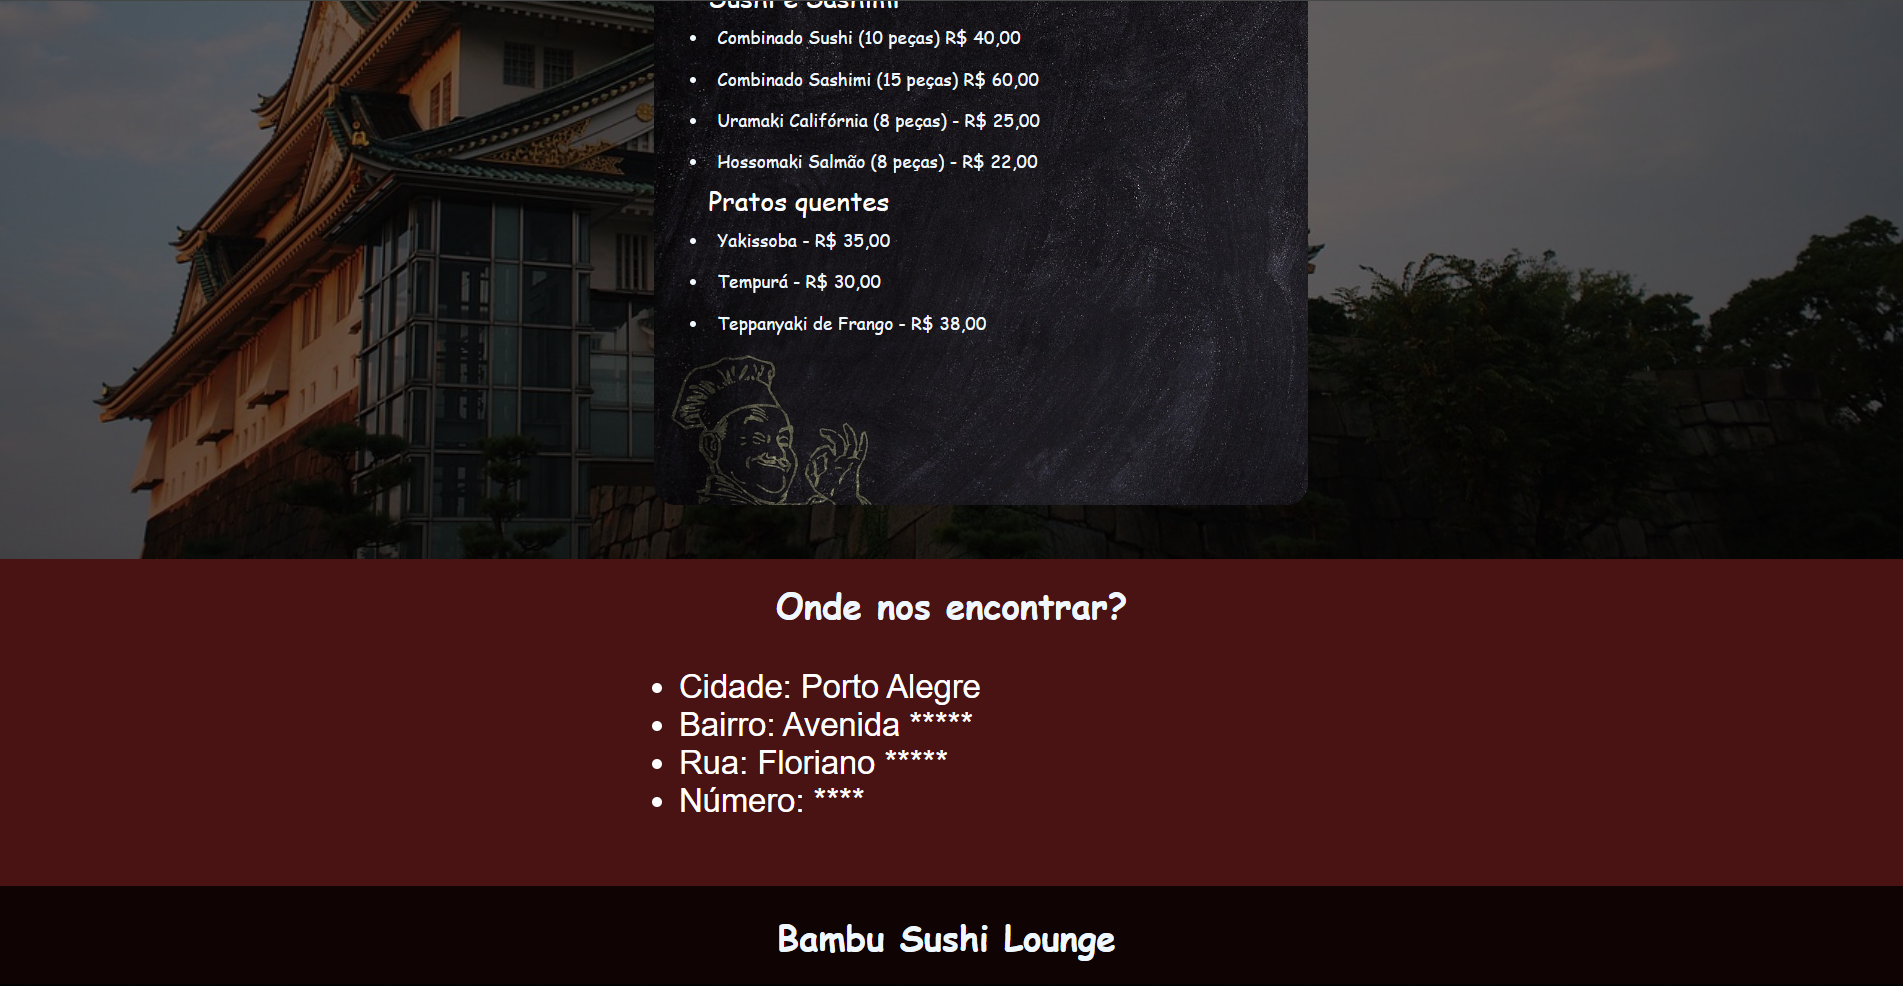 Sushi e Sashimi
Combinado Sushi (10 peças) R$ 40,00
Combinado Sashimi (15 peças) R$ 60,00
Uramaki Califórnia (8 peças) - R$ 25,00
Hossomaki Salmão (8 peças) - R$ 22,00
Pratos quentes
Yakissoba - R$ 35,00
Tempurá - R$ 30,00
Teppanyaki de Frango - R$ 38,00
Onde nos encontrar?
Cidade: Porto Alegre
Bairro: Avenida *****
Rua: Floriano *****
Número: ****
Bambu Sushi Lounge